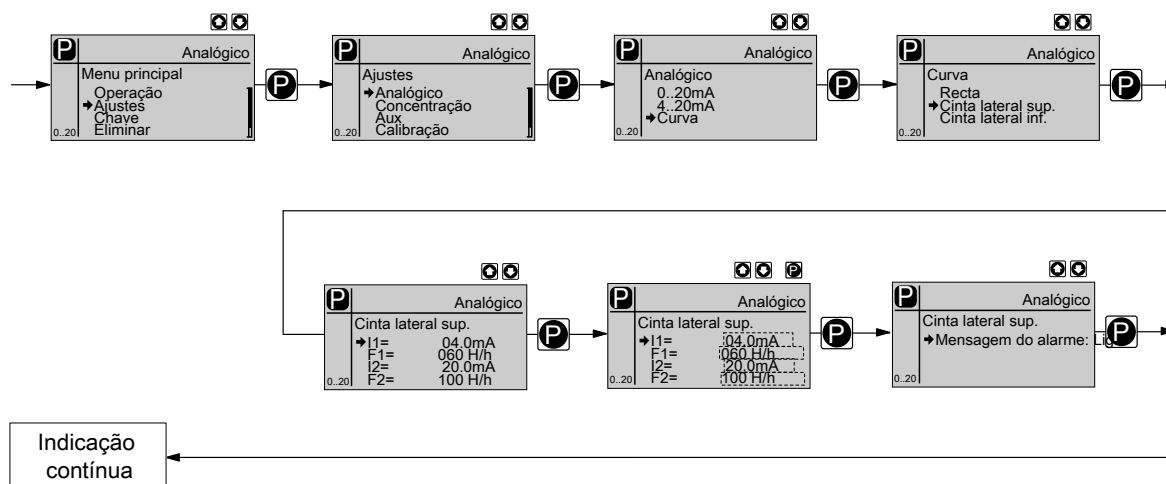 P Analógico
Menu principal
Operação
Ajustes
Chave
Eliminar
0..20
P
P Analógico
Ajustes
Analógico
Concentração
Aux
Calibração
0..20
P
P Analógico
Analógico
0..20mA
4..20mA
Curva
0..20
P
P Analógico
Curva
Recta
Cinta lateral sup.
Cinta lateral inf.
0..20
P
P Analógico
Cinta lateral sup.
I1= 04.0mA
F1= 060 H/h
I2= 20.0mA
F2= 100 H/h
0..20
P
P
P Analógico
Cinta lateral sup.
I1= 04.0mA
F1= 060 H/h
I2= 20.0mA
F2= 100 H/h
0..20
P
P Analógico
Cinta lateral sup.
Mensagem do alarme:
0..20
P
Indicação
contínua